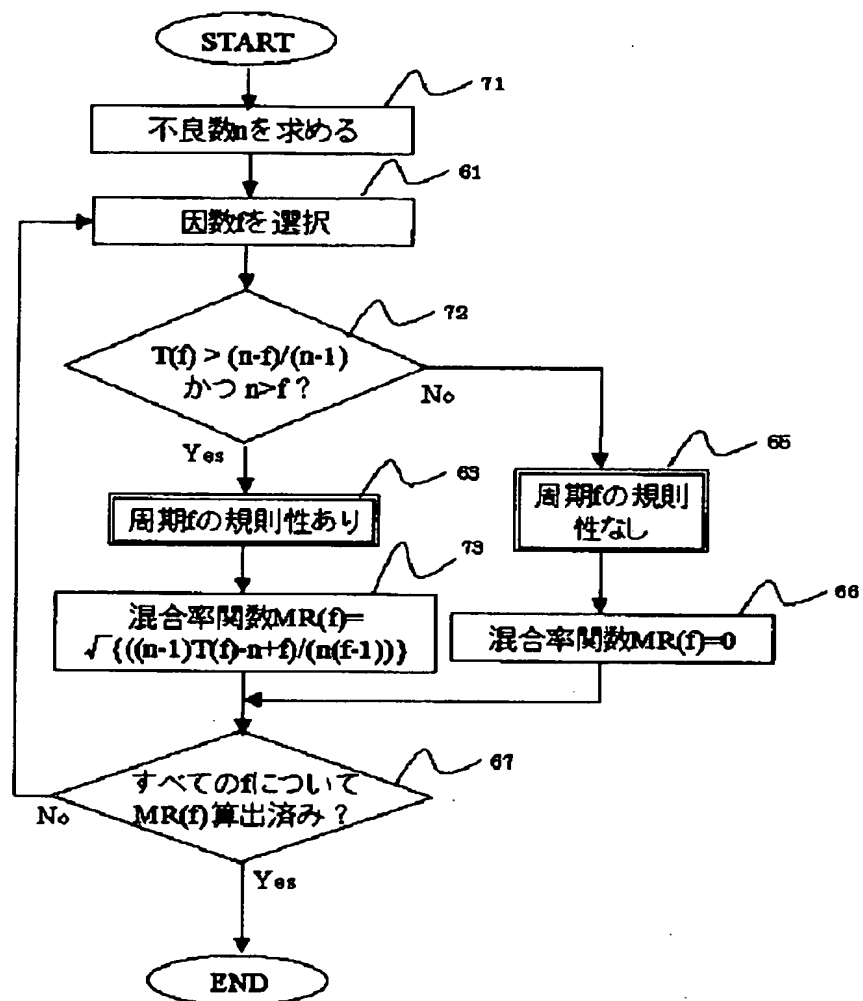 START
71
不良数nを求める
61
因数fを選択
72
T(f) > (n-f)/(n-1)
かつ n>f ?
No
Yes
63
周期fの規則性あり
65
周期fの規則
性なし
73
混合率関数MR(f)=
√{((n-1)T(f)-n+f)/(n(f-1))}
66
混合率関数MR(f)=0
67
すべてのfについて
MR(f)算出済み?
No
Yes
END